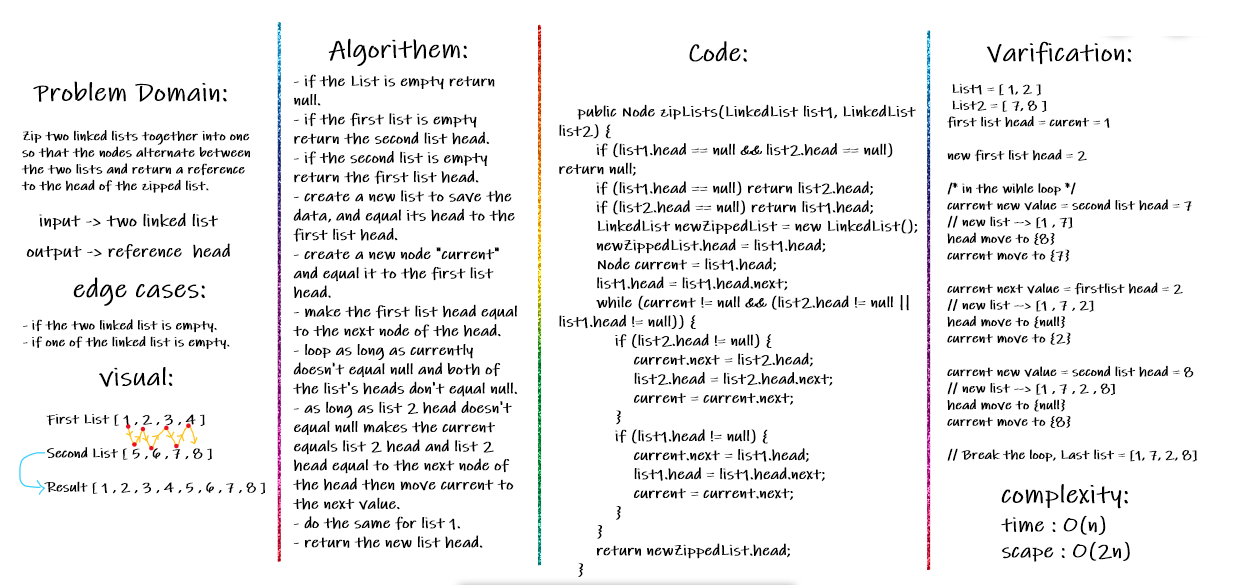 Problem Domain:
Zip two linked lists together into one
so that the nodes alternate between
the two lists and return a reference
to the head of the zipped list.
input -> two linked list
output -> reference head
edge cases:
- if the two linked list is empty.
- if one of the linked list is empty.
visual:
First List [ 1 , 2 , 3 , 4 ]
Second List [ 5 , 6 , 7 , 8 ]
Result [ 1 , 2 , 3 , 4 , 5 , 6 , 7 , 8 ]
Algorithem:
- if the List is empty return
null.
- if the first list is empty
return the second list head.
- if the second list is empty
return the first list head.
- create a new list to save the
data, and equal its head to the
first list head.
- create a new node "current"
and equal it to the first list
head.
- make the first list head equal
to the next node of the head.
- loop as long as currently
doesn't equal null and both of
the list's heads don't equal null.
- as long as list 2 head doesn't
equal null makes the current
equals list 2 head and list 2
head equal to the next node of
the head then move current to
the next value.
- do the same for list 1.
- return the new list head.
Code:
public Node zipLists(LinkedList list1, LinkedList
list2) {
if (list1.head == null && list2.head == null)
return null;
if (list1.head == null) return list2.head;
if (list2.head == null) return list1.head;
LinkedList newZippedList = new LinkedList();
newZippedList.head = list1.head;
Node current = list1.head;
list1.head = list1.head.next;
while (current != null && (list2.head != null ||
list1.head != null)) {
if (list2.head != null) {
current.next = list2.head;
list2.head = list2.head.next;
current = current.next;
}
if (list1.head != null) {
current.next = list1.head;
list1.head = list1.head.next;
current = current.next;
}
}
return newZippedList.head;
}
Varification:
List1 = [ 1, 2 ]
List2 = [ 7, 8 ]
first list head = curent = 1
new first list head = 2
/* in the wihle loop */
current new value = second list head = 7
// new list --> [1 , 7]
head move to {8}
current move to {7}
current next value = firstlist head = 2
// new list --> [1 , 7 , 2]
head move to {null}
current move to {2}
current new value = second list head = 8
// new list --> [1 , 7 , 2 , 8]
head move to {null}
current move to {8}
// Break the loop, Last list = [1, 7, 2, 8]
complexity:
time : O(n)
scape : O(2n)